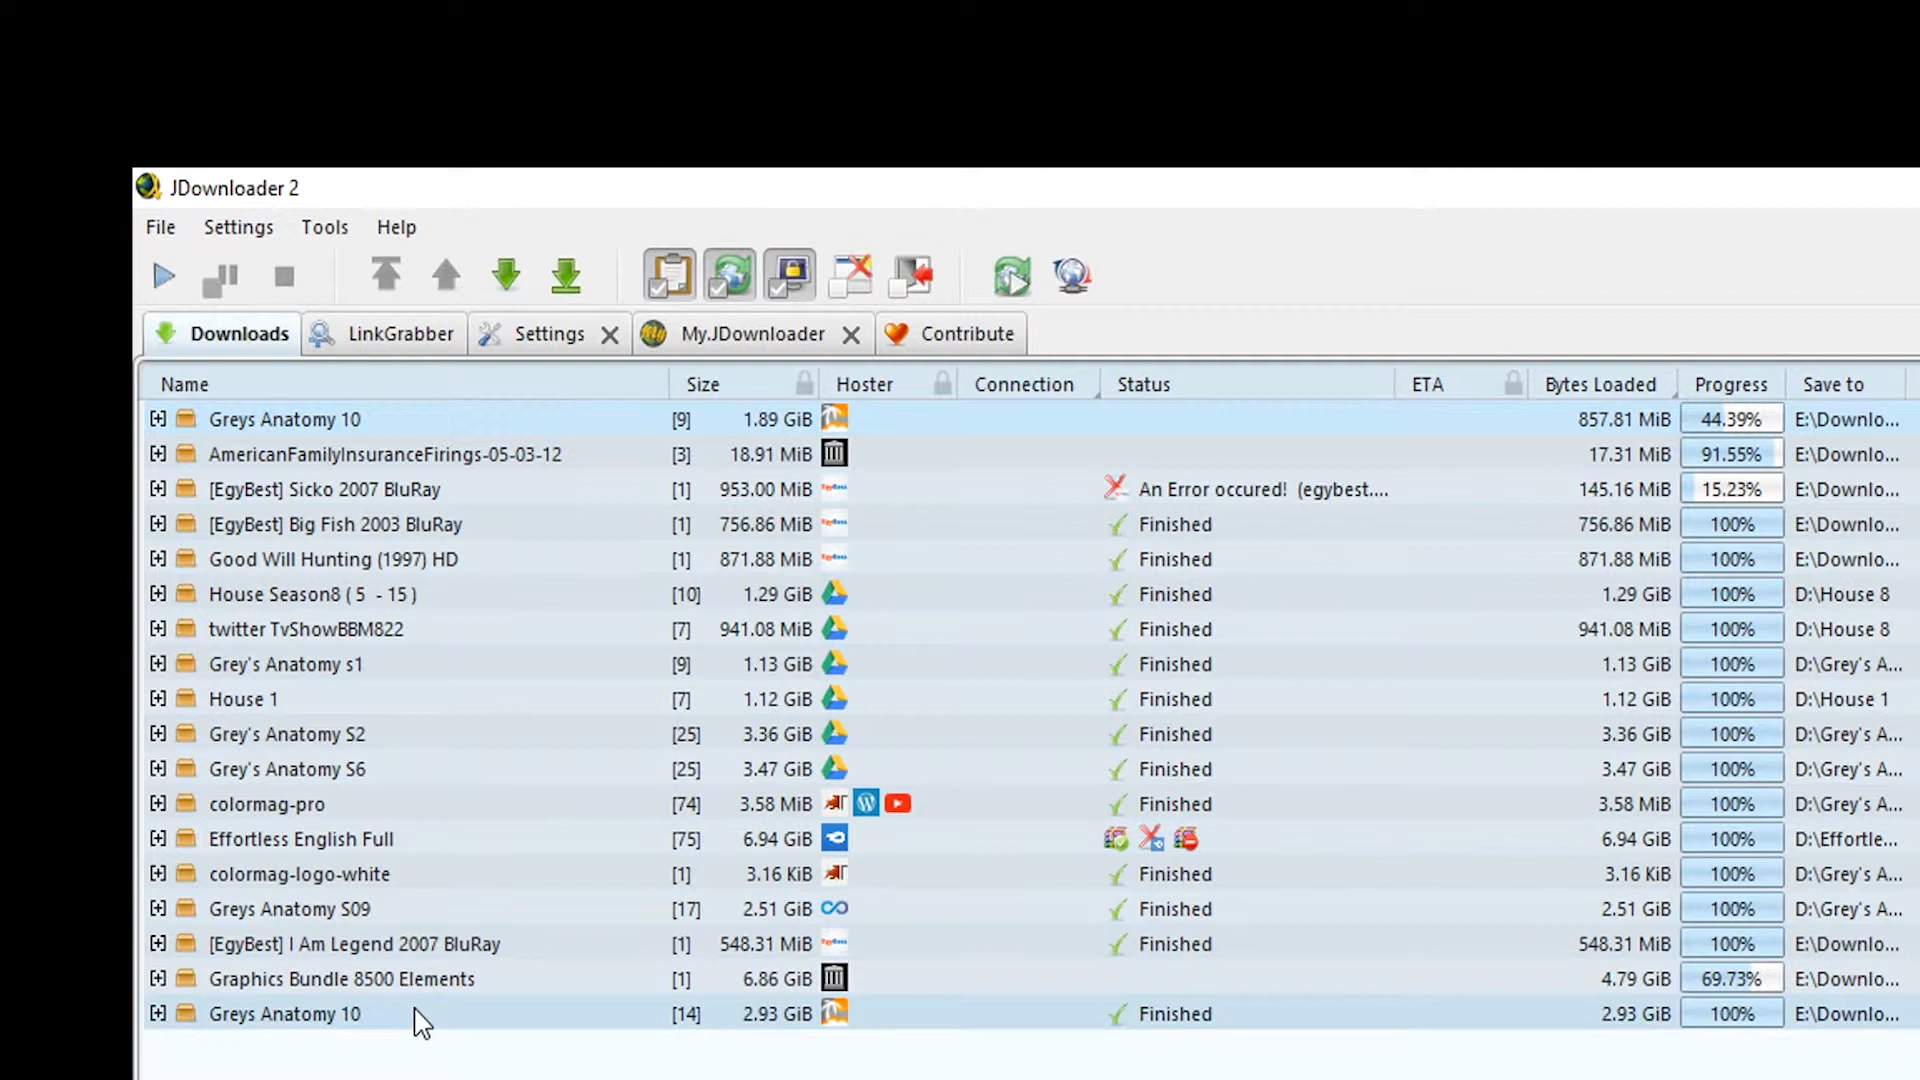 JDownloader 2
File Settings Tools Help
Downloads LinkGrabber Settings My.JDownloader Contribute
Name Size Hoster Connection Status ETA Bytes Loaded Progress Save to
Greys Anatomy 10 [9] 1.89 GiB 857.81 MiB 44.39% E:\Downlo...
AmericanFamilyInsuranceFirings-05-03-12 [3] 18.91 MiB 17.31 MiB 91.55% E:\Downlo...
[EgyBest] Sicko 2007 BluRay [1] 953.00 MiB An Error occured! (egybest.... 145.16 MiB 15.23% E:\Downlo...
[EgyBest] Big Fish 2003 BluRay [1] 756.86 MiB Finished 756.86 MiB 100% E:\Downlo...
Good Will Hunting (1997) HD [1] 871.88 MiB Finished 871.88 MiB 100% E:\Downlo...
House Season8 ( 5 - 15 ) [10] 1.29 GiB Finished 1.29 GiB 100% D:\House 8
twitter TvShowBBM822 [7] 941.08 MiB Finished 941.08 MiB 100% D:\House 8
Grey's Anatomy s1 [9] 1.13 GiB Finished 1.13 GiB 100% D:\Grey's A...
House 1 [7] 1.12 GiB Finished 1.12 GiB 100% D:\House 1
Grey's Anatomy S2 [25] 3.36 GiB Finished 3.36 GiB 100% D:\Grey's A...
Grey's Anatomy S6 [25] 3.47 GiB Finished 3.47 GiB 100% D:\Grey's A...
colormag-pro [74] 3.58 MiB Finished 3.58 MiB 100% D:\Grey's A...
Effortless English Full [75] 6.94 GiB 6.94 GiB 100% D:\Effortle...
colormag-logo-white [1] 3.16 KiB Finished 3.16 KiB 100% D:\Grey's A...
Greys Anatomy S09 [17] 2.51 GiB Finished 2.51 GiB 100% D:\Grey's A...
[EgyBest] I Am Legend 2007 BluRay [1] 548.31 MiB Finished 548.31 MiB 100% E:\Downlo...
Graphics Bundle 8500 Elements [1] 6.86 GiB 4.79 GiB 69.73% E:\Downlo...
Greys Anatomy 10 [14] 2.93 GiB Finished 2.93 GiB 100% E:\Downlo...